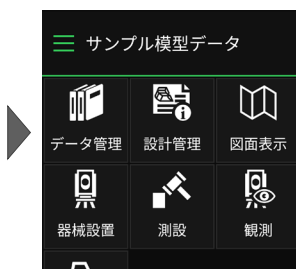 サンプル模型データ
データ管理 設計管理 図面表示
器械設置 測設 観測